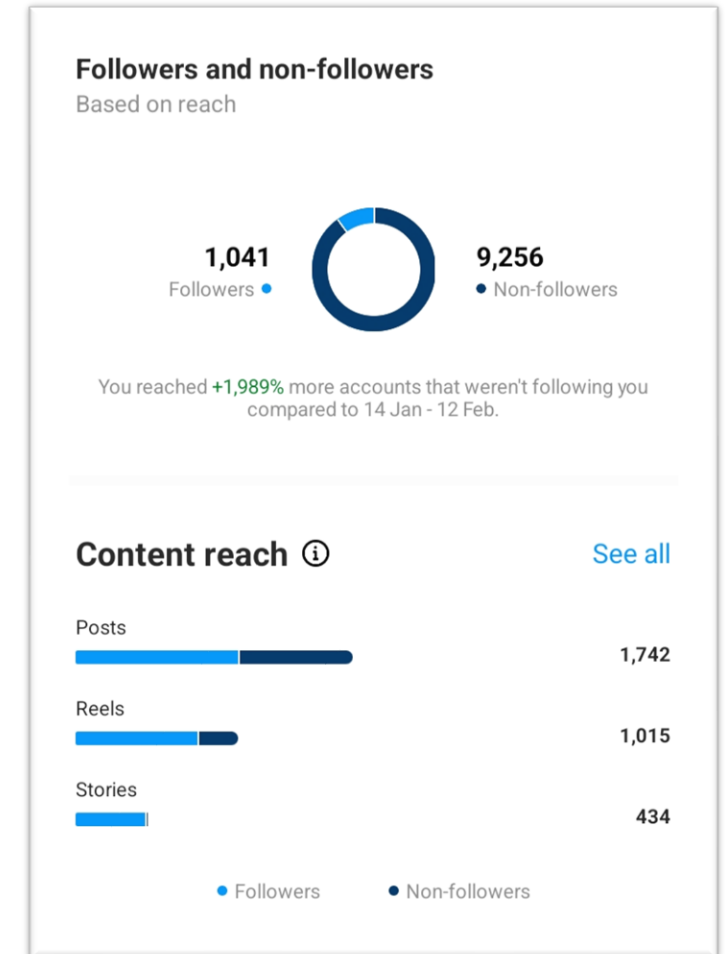 Followers and non-followers
Based on reach
1,041
Followers
9,256
Non-followers
You reached +1,989% more accounts that weren't following you
compared to 14 Jan - 12 Feb.
Content reach
See all
Posts
1,742
Reels
1,015
Stories
434
Followers
Non-followers